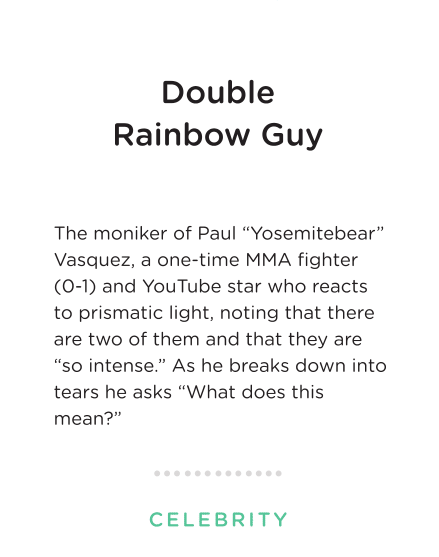 Double
Rainbow Guy
The moniker of Paul “Yosemitebear”
Vasquez, a one-time MMA fighter
(0-1) and YouTube star who reacts
to prismatic light, noting that there
are two of them and that they are
“so intense.” As he breaks down into
tears he asks “What does this
mean?”
CELEBRITY